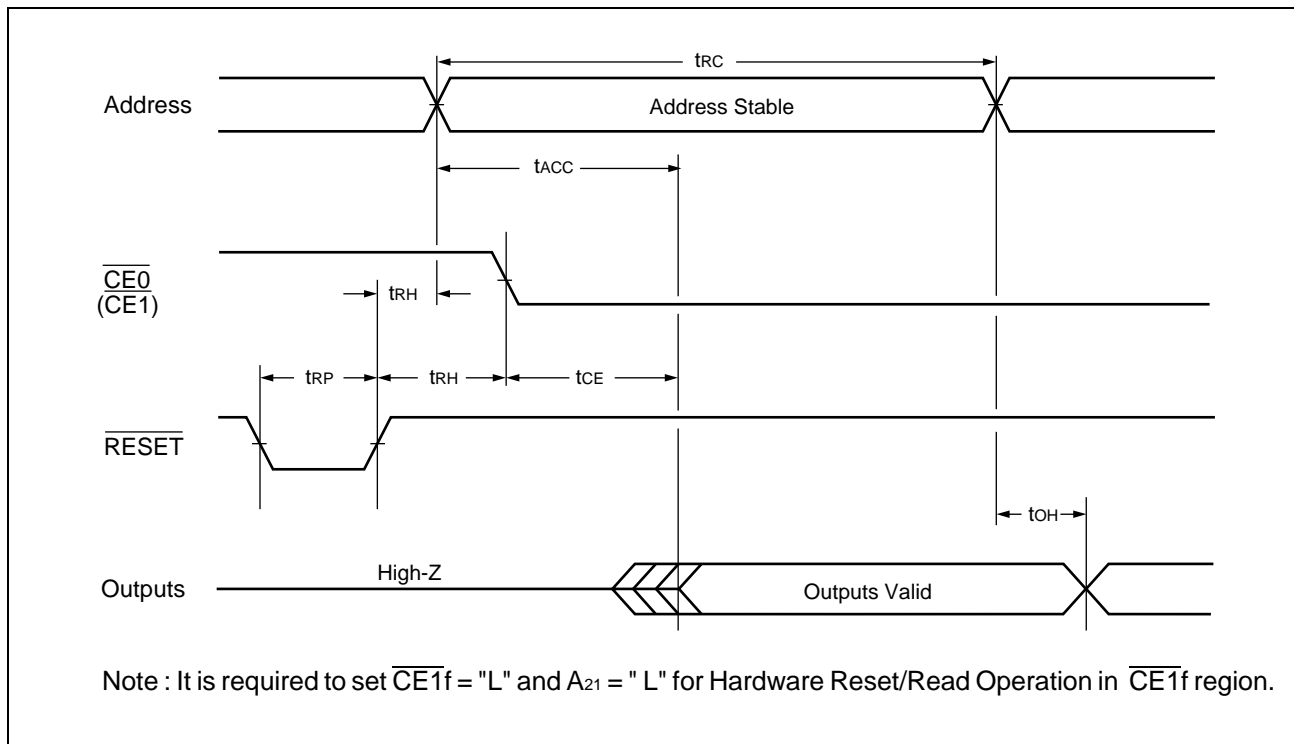 tRC
Address
Address Stable
tACC
CE0
(CE1)
tRH
tRP
tRH
tCE
RESET
tOH
High-Z
Outputs
Outputs Valid
Note : It is required to set CE1f = "L" and A21 = " L" for Hardware Reset/Read Operation in CE1f region.